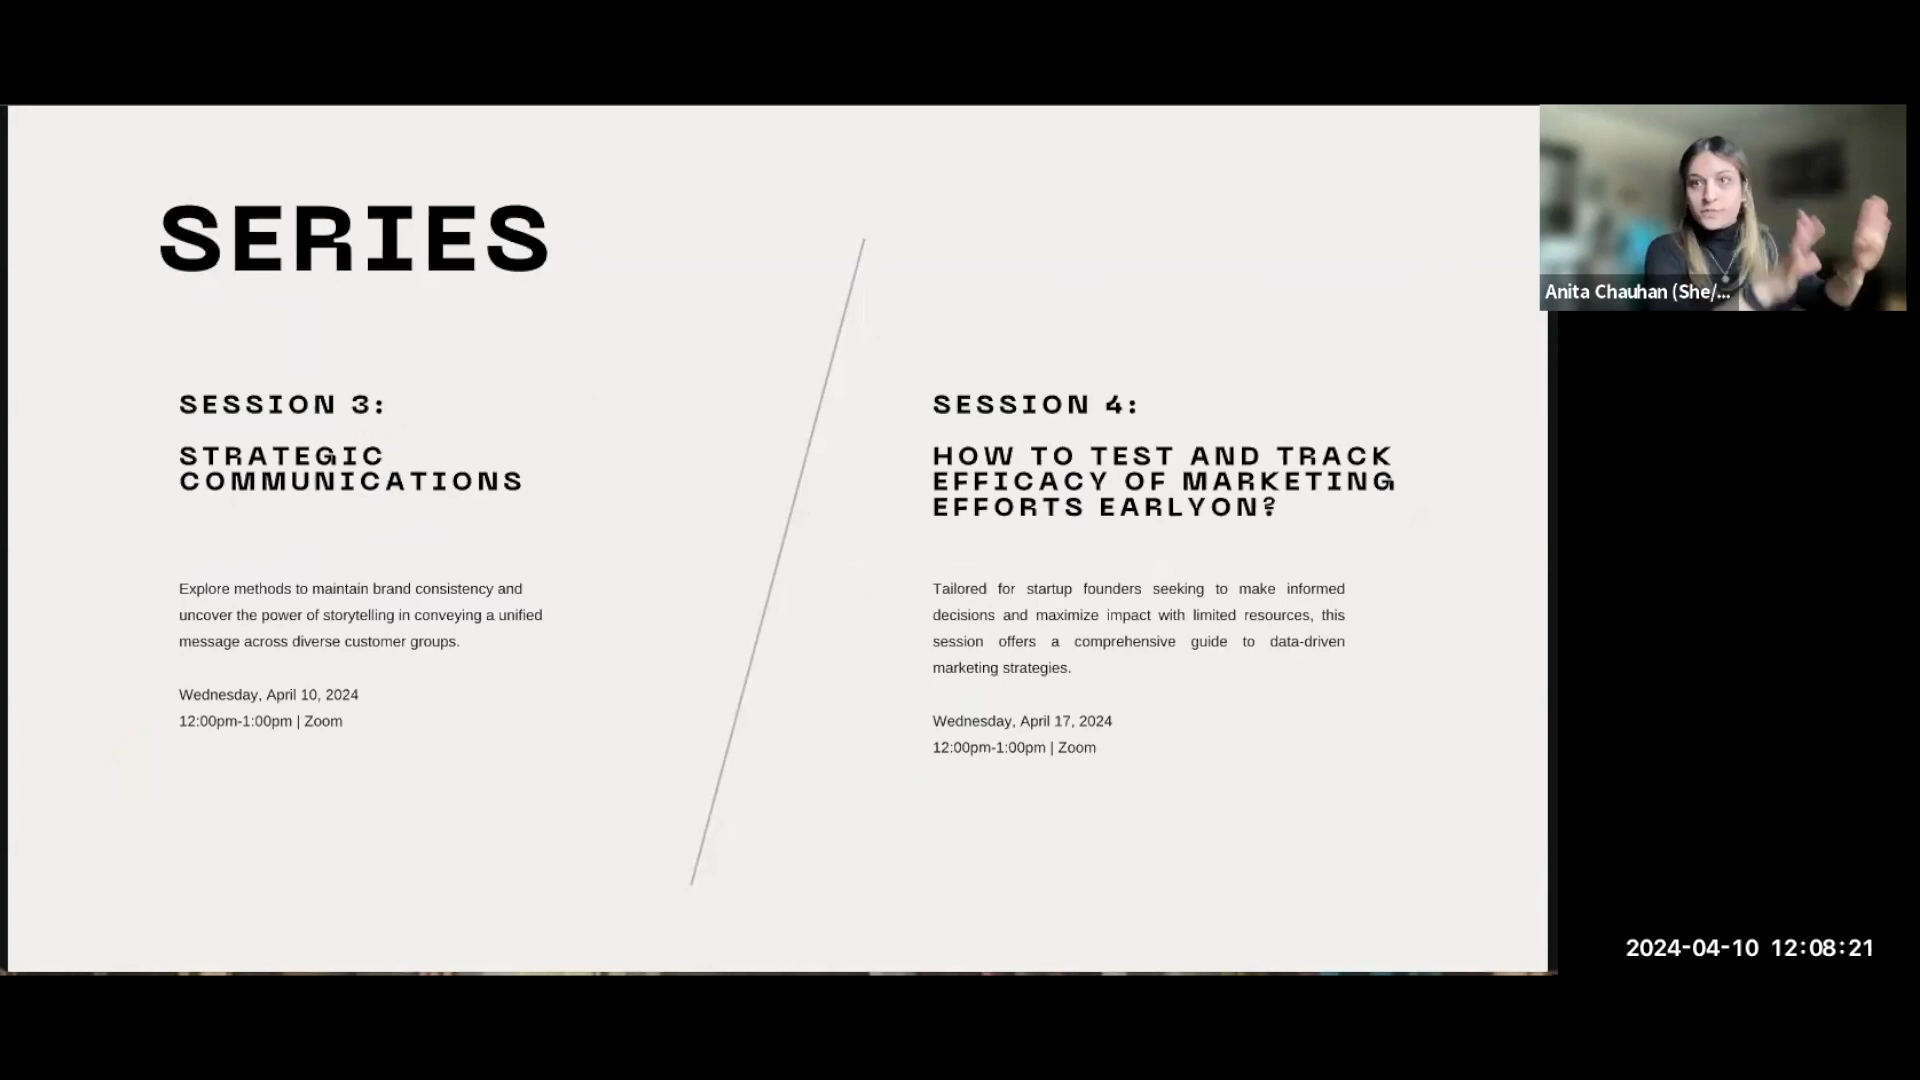 SERIES
SESSION 3:
STRATEGIC
COMMUNICATIONS
Explore methods to maintain brand consistency and
uncover the power of storytelling in conveying a unified
message across diverse customer groups.
Wednesday, April 10, 2024
12:00pm-1:00pm | Zoom
SESSION 4:
HOW TO TEST AND TRACK
EFFICACY OF MARKETING
EFFORTS EARLYON?
Tailored for startup founders seeking to make informed
decisions and maximize impact with limited resources, this
session offers a comprehensive guide to data-driven
marketing strategies.
Wednesday, April 17, 2024
12:00pm-1:00pm | Zoom
Anita Chauhan (She/...
2024-04-10 12:08:21